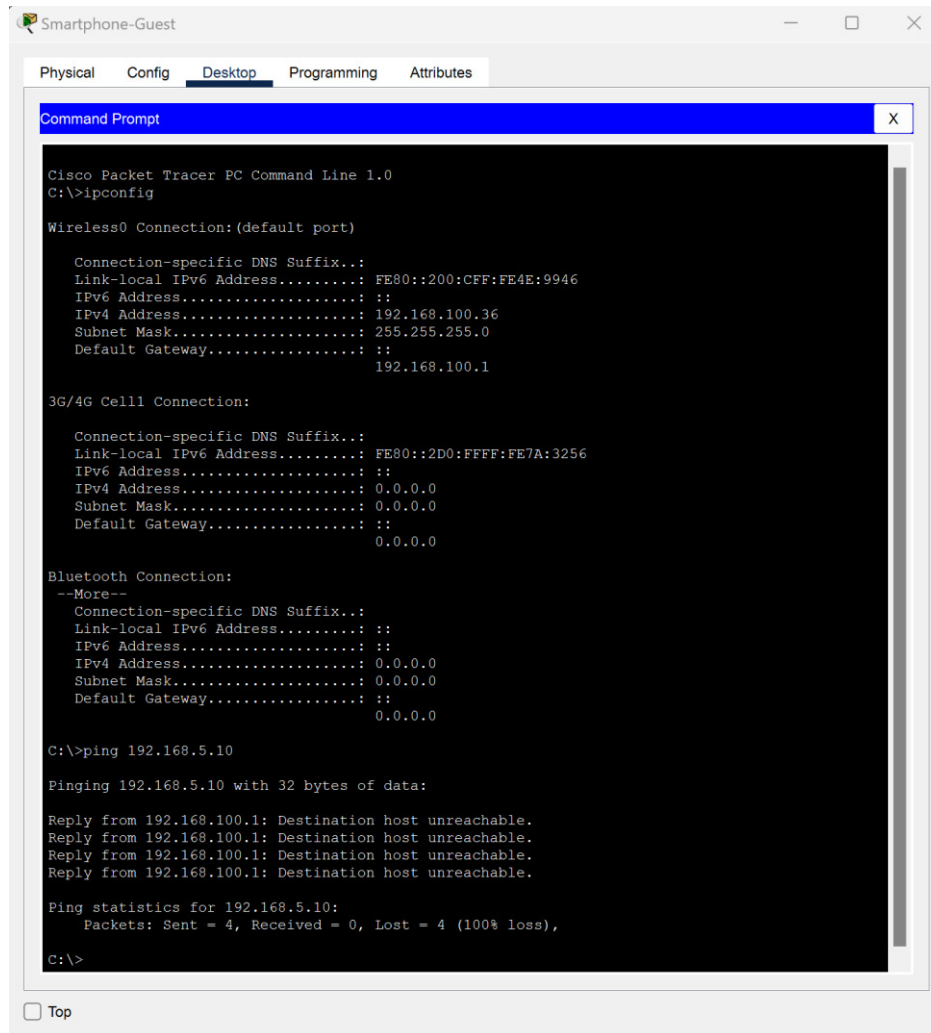 Smartphone-Guest
Physical Config Desktop Programming Attributes
Command Prompt X
Cisco Packet Tracer PC Command Line 1.0
C:\>ipconfig
Wireless0 Connection:(default port)
Connection-specific DNS Suffix..:
Link-local IPv6 Address.........: FE80::200:CFF:FE4E:9946
IPv6 Address....................: ::
IPv4 Address....................: 192.168.100.36
Subnet Mask.....................: 255.255.255.0
Default Gateway.................: ::
192.168.100.1
3G/4G Cell1 Connection:
Connection-specific DNS Suffix..:
Link-local IPv6 Address.........: FE80::2D0:FFFF:FE7A:3256
IPv6 Address....................: ::
IPv4 Address....................: 0.0.0.0
Subnet Mask.....................: 0.0.0.0
Default Gateway.................: ::
0.0.0.0
Bluetooth Connection:
--More--
Connection-specific DNS Suffix..:
Link-local IPv6 Address.........: ::
IPv6 Address....................: ::
IPv4 Address....................: 0.0.0.0
Subnet Mask.....................: 0.0.0.0
Default Gateway.................: ::
0.0.0.0
C:\>ping 192.168.5.10
Pinging 192.168.5.10 with 32 bytes of data:
Reply from 192.168.100.1: Destination host unreachable.
Reply from 192.168.100.1: Destination host unreachable.
Reply from 192.168.100.1: Destination host unreachable.
Reply from 192.168.100.1: Destination host unreachable.
Ping statistics for 192.168.5.10:
Packets: Sent = 4, Received = 0, Lost = 4 (100% loss),
C:\>
Top